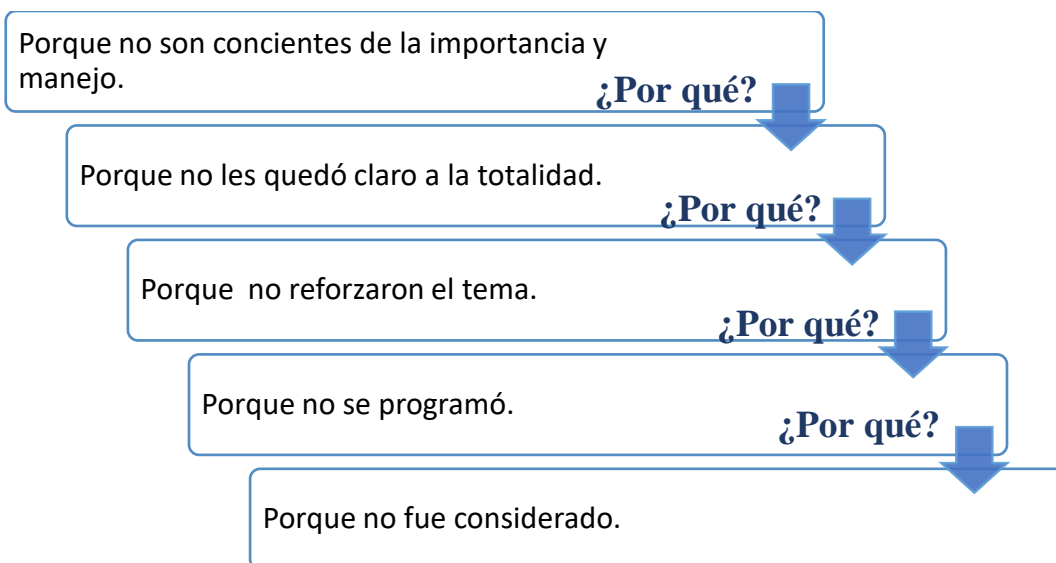 Porque no son concientes de la importancia y
manejo.
¿Por qué?
Porque no les quedó claro a la totalidad.
¿Por qué?
Porque  no reforzaron el tema.
¿Por qué?
Porque no se programó.
¿Por qué?
Porque no fue considerado.